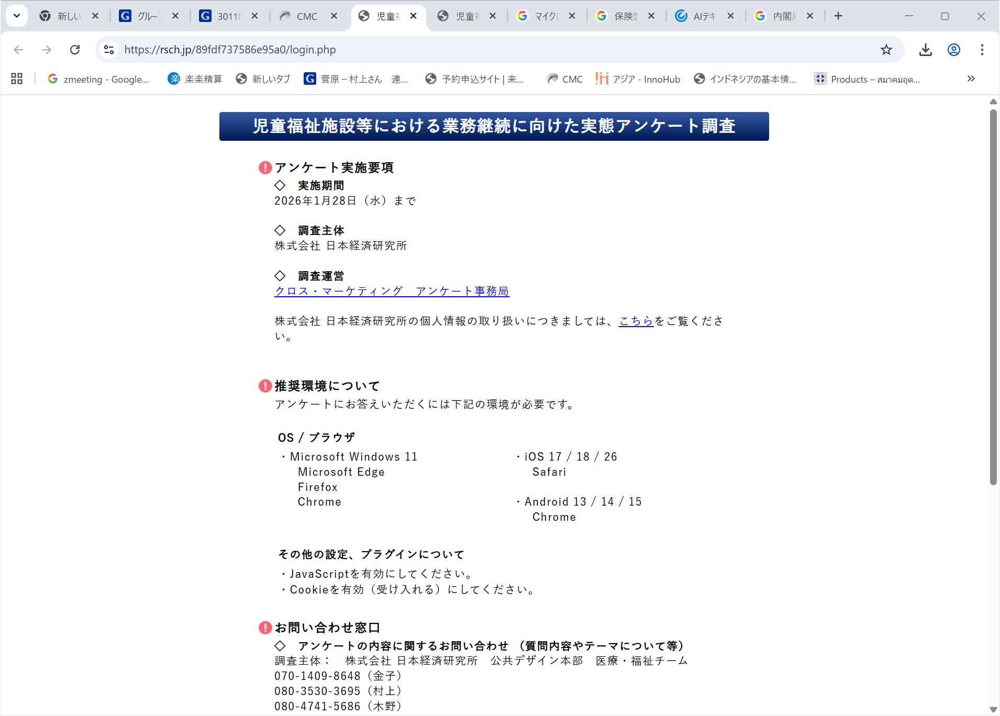 新しい
グルー
3011
CMC
児童
児童
マイク
保険
AIテキ
内閣
https://rsch.jp/89fdf737586e95a0/login.php
zmeeting - Google...
楽楽精算
新しいタブ
菅原－村上さん　連...
予約申込サイト | 来...
CMC
アジア - InnoHub
インドネシアの基本情...
Products – สมาคมอุต...
児童福祉施設等における業務継続に向けた実態アンケート調査
アンケート実施要項
◇　実施期間
2026年1月28日（水）まで
◇　調査主体
株式会社 日本経済研究所
◇　調査運営
クロス・マーケティング　アンケート事務局
株式会社 日本経済研究所の個人情報の取り扱いにつきましては、こちらをご覧くださ
い。
推奨環境について
アンケートにお答えいただくには下記の環境が必要です。
OS / ブラウザ
・Microsoft Windows 11
Microsoft Edge
Firefox
Chrome
・iOS 17 / 18 / 26
Safari
・Android 13 / 14 / 15
Chrome
その他の設定、プラグインについて
・JavaScriptを有効にしてください。
・Cookieを有効（受け入れる）にしてください。
お問い合わせ窓口
◇　アンケートの内容に関するお問い合わせ （質問内容やテーマについて等）
調査主体：　株式会社 日本経済研究所　公共デザイン本部　医療・福祉チーム
070-1409-8648（金子）
080-3530-3695（村上）
080-4741-5686（木野）